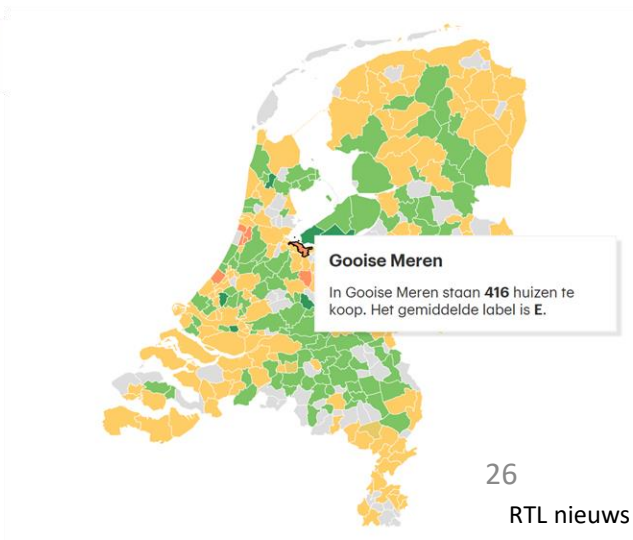 Gooise Meren
In Gooise Meren staan 416 huizen te
koop. Het gemiddelde label is E.
26
RTL nieuws